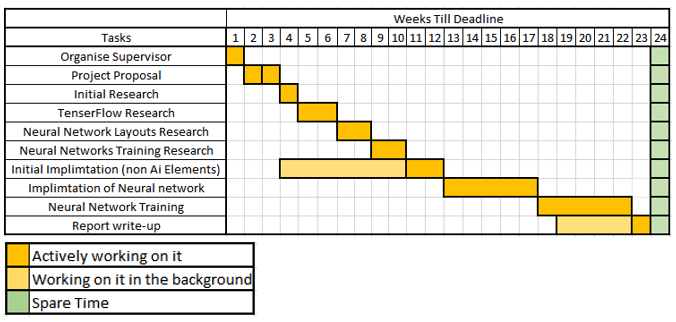 Weeks Till Deadline
Tasks 1 2 3 4 5 6 7 8 9 10 11 12 13 14 15 16 17 18 19 20 21 22 23 24
Organise Supervisor
Project Proposal
Initial Research
TenserFlow Research
Neural Network Layouts Research
Neural Networks Training Research
Initial Implimtation (non Ai Elements)
Implimtation of Neural network
Neural Network Training
Report write-up
Actively working on it
Working on it in the background
Spare Time